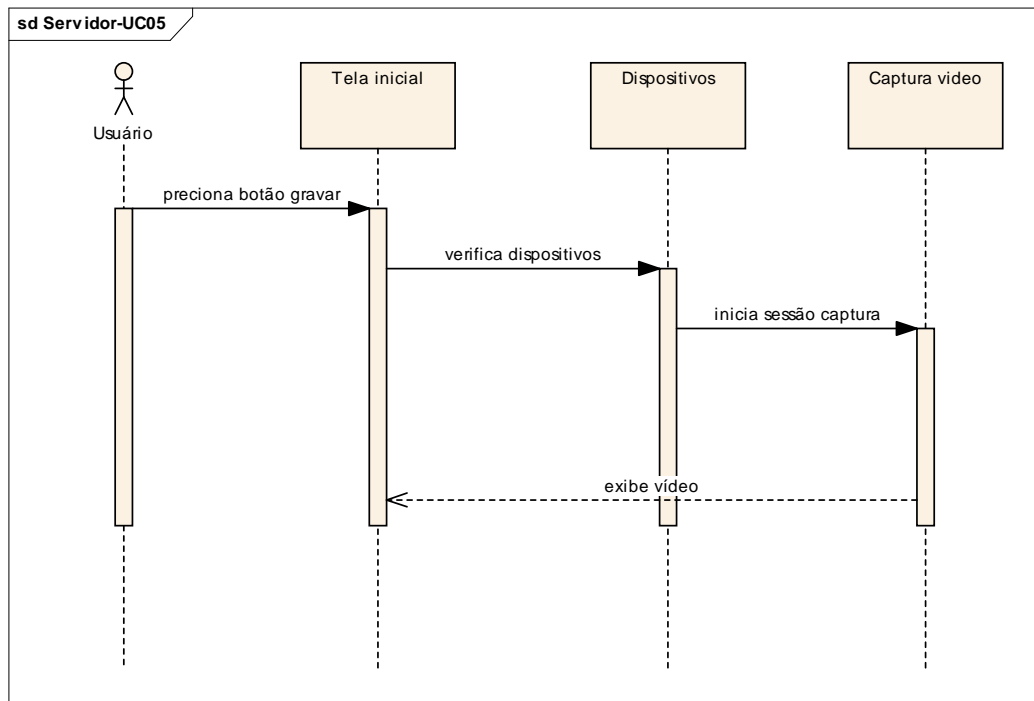 sd Servidor-UC05
Usuário
Tela inicial
Dispositivos
Captura video
preciona botão gravar
verifica dispositivos
inicia sessão captura
exibe vídeo